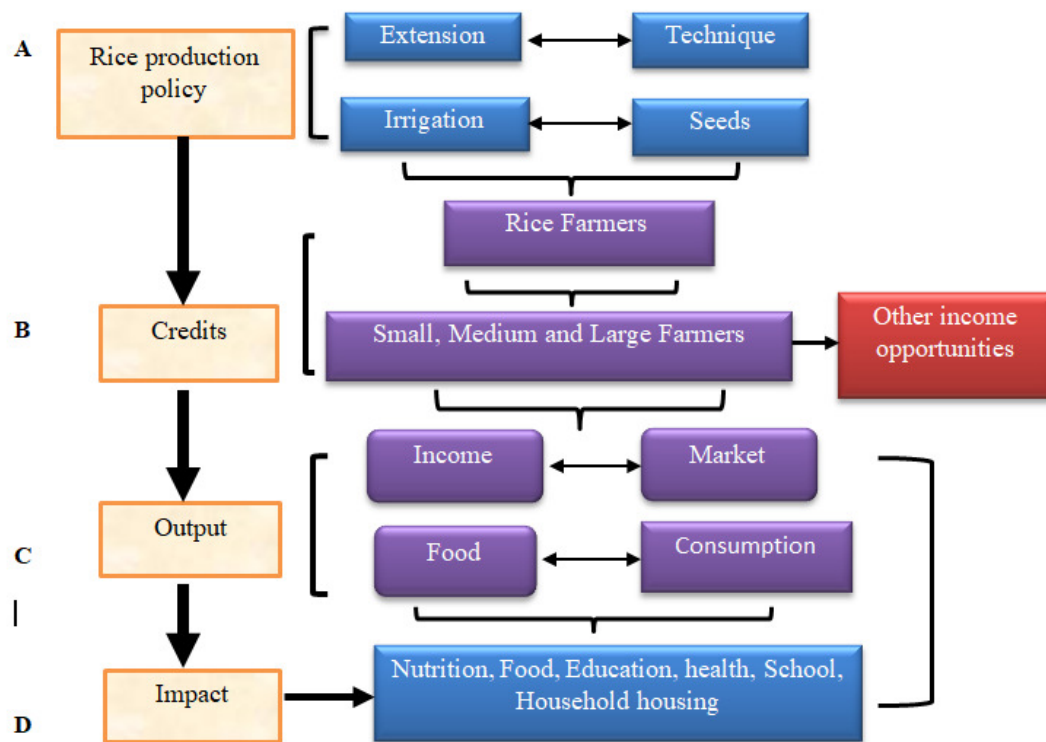 A
Rice production
policy
Extension
Technique
Irrigation
Seeds
Rice Farmers
B
Credits
Small, Medium and Large Farmers
Other income
opportunities
Income
Market
Output
C
Food
Consumption
Impact
Nutrition, Food, Education, health, School,
Household housing
D